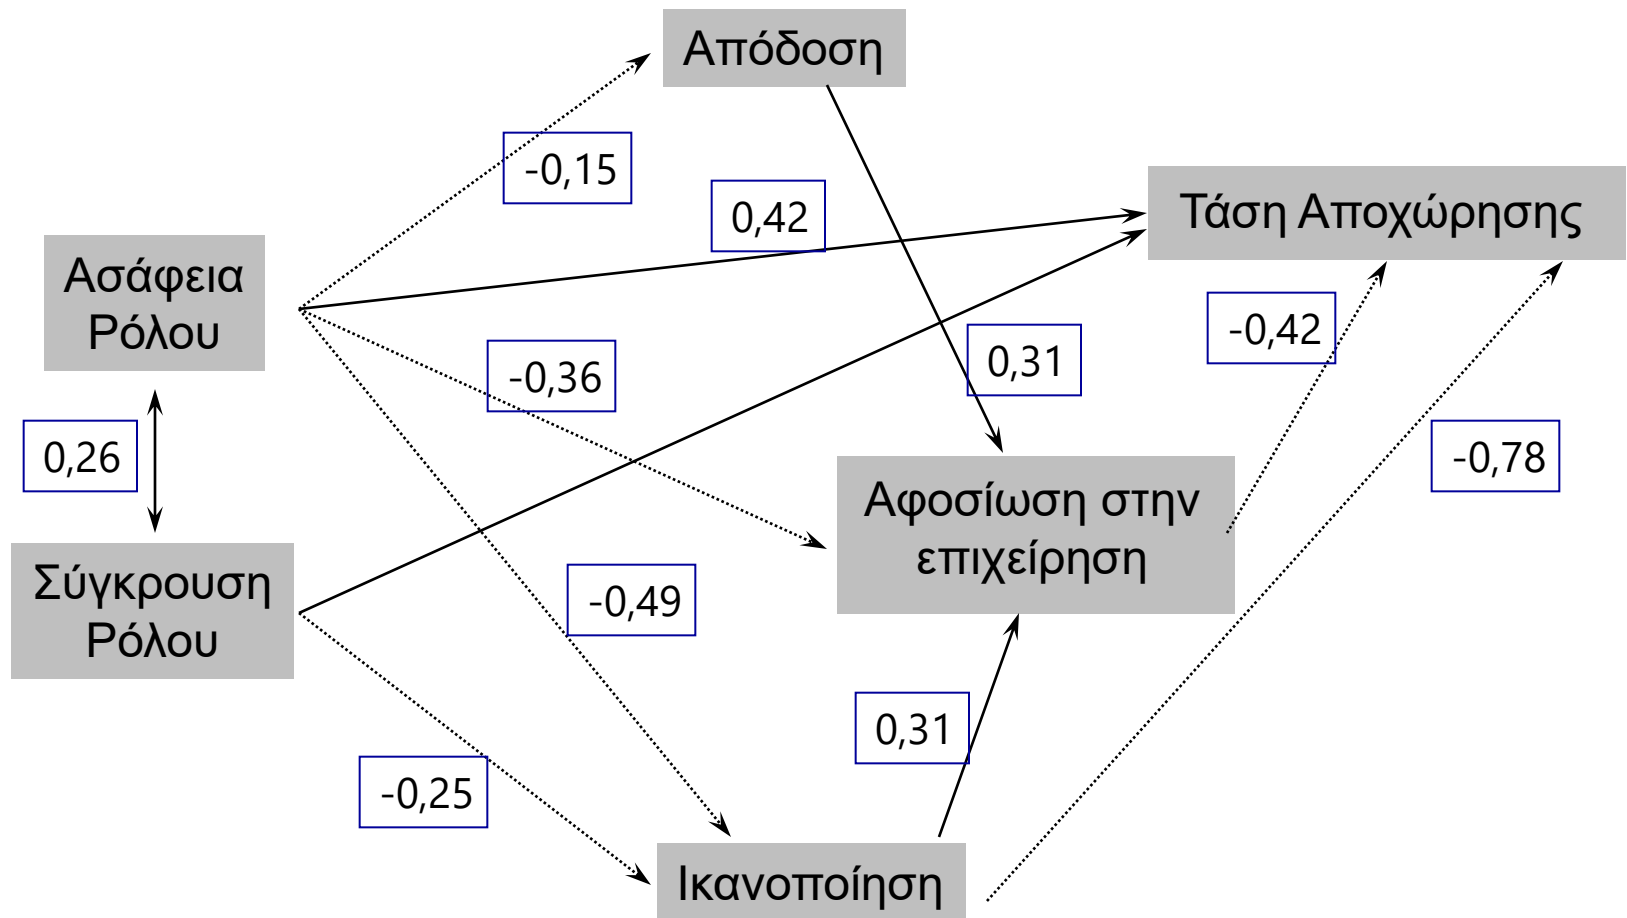 Απόδοση
-0,15
0,42
Τάση Αποχώρησης
Ασάφεια
Ρόλου
-0,36
0,31
-0,42
0,26
-0,78
Αφοσίωση στην
επιχείρηση
Σύγκρουση
Ρόλου
-0,49
0,31
-0,25
Ικανοποίηση